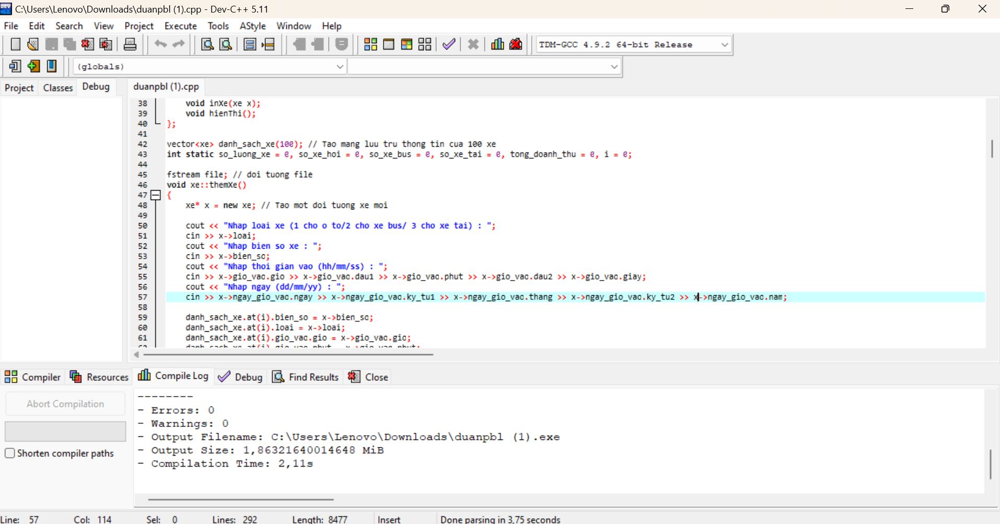 C:\Users\Lenovo\Downloads\duanpbl (1).cpp - Dev-C++ 5.11
File Edit Search View Project Execute Tools AStyle Window Help
TDM-GCC 4.9.2 64-bit Release
(globals)
Project Classes Debug duanpbl (1).cpp
38 void inXe(xe x);
39 void hienThi();
40 };
41
42 vector<xe> danh_sach_xe(100); // Tao mang luu tru thong tin cua 100 xe
43 int static so_luong_xe = 0, so_xe_hoi = 0, so_xe_bus = 0, so_xe_tai = 0, tong_doanh_thu = 0, i = 0;
44
45 fstream file; // doi tuong file
46 void xe::themXe()
47 {
48 xe* x = new xe; // Tao mot doi tuong xe moi
49
50 cout << "Nhap loai xe (1 cho o to/2 cho xe bus/ 3 cho xe tai) : ";
51 cin >> x->loai;
52 cout << "Nhap bien so xe : ";
53 cin >> x->bien_so;
54 cout << "Nhap thoi gian vao (hh/mm/ss) : ";
55 cin >> x->gio_vao.gio >> x->gio_vao.dau1 >> x->gio_vao.phut >> x->gio_vao.dau2 >> x->gio_vao.giay;
56 cout << "Nhap ngay (dd/mm/yy) : ";
57 cin >> x->ngay_gio_vao.ngay >> x->ngay_gio_vao.ky_tu1 >> x->ngay_gio_vao.thang >> x->ngay_gio_vao.ky_tu2 >> x->ngay_gio_vao.nam;
58
59 danh_sach_xe.at(i).bien_so = x->bien_so;
60 danh_sach_xe.at(i).loai = x->loai;
61 danh_sach_xe.at(i).gio_vao.gio = x->gio_vao.gio;
62 danh_sach_xe.at(i).gio_vao.phut = x->gio_vao.phut;
Compiler Resources Compile Log Debug Find Results Close
Abort Compilation
Shorten compiler paths
--------
- Errors: 0
- Warnings: 0
- Output Filename: C:\Users\Lenovo\Downloads\duanpbl (1).exe
- Output Size: 1,86321640014648 MiB
- Compilation Time: 2,11s
Line: 57 Col: 114 Sel: 0 Lines: 292 Length: 8477 Insert Done parsing in 3,75 seconds